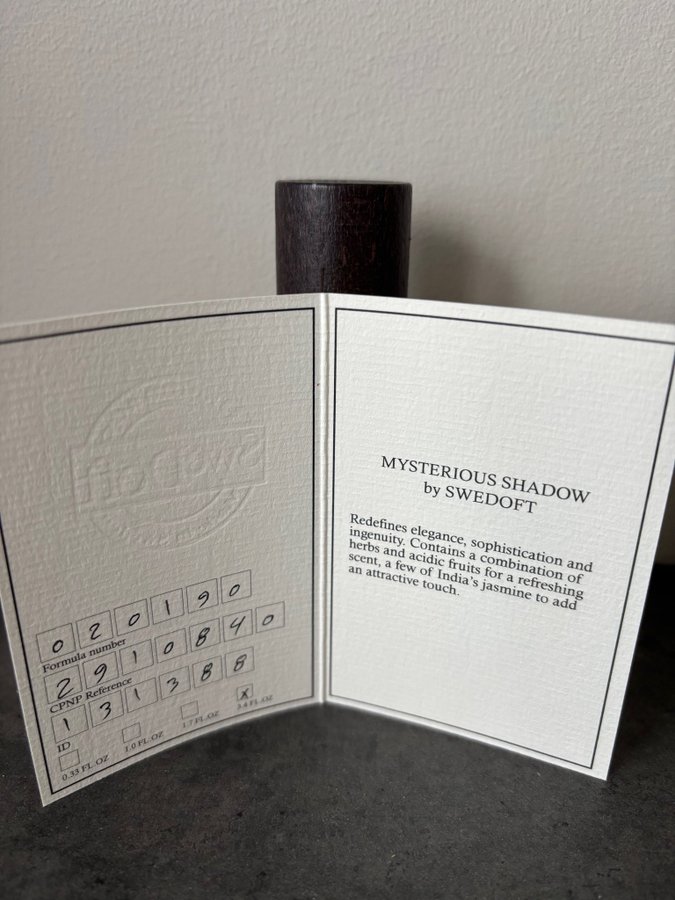 SweDoft
0 2 0 1 9 0
Formula number
2 9 1 0 8 4 0
CPNP Reference
1 3 1 3 8 8
ID
X
0.33 FL.OZ 1.0 FL.OZ 1.7 FL.OZ 3.4 FL.OZ
MYSTERIOUS SHADOW
by SWEDOFT
Redefines elegance, sophistication and
ingenuity. Contains a combination of
herbs and acidic fruits for a refreshing
scent, a few of India's jasmine to add
an attractive touch.